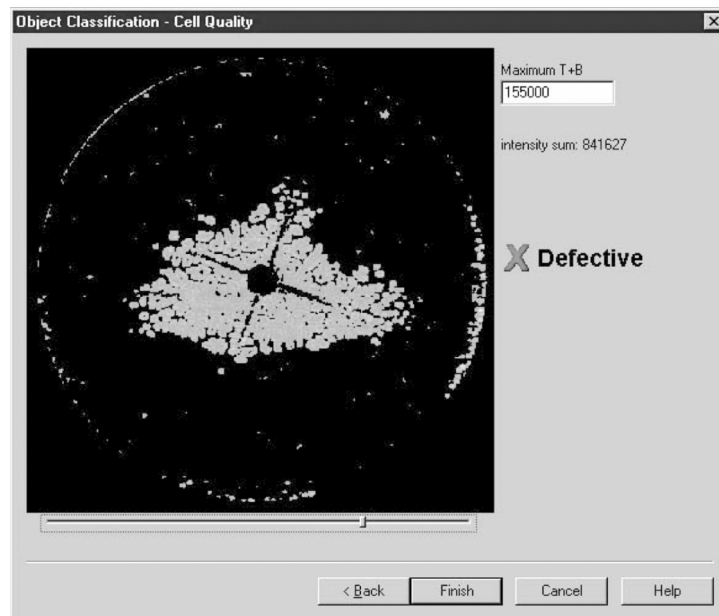 Object Classification - Cell Quality
Maximum T+B
155000
intensity sum: 841627
X Defective
< Back
Finish
Cancel
Help